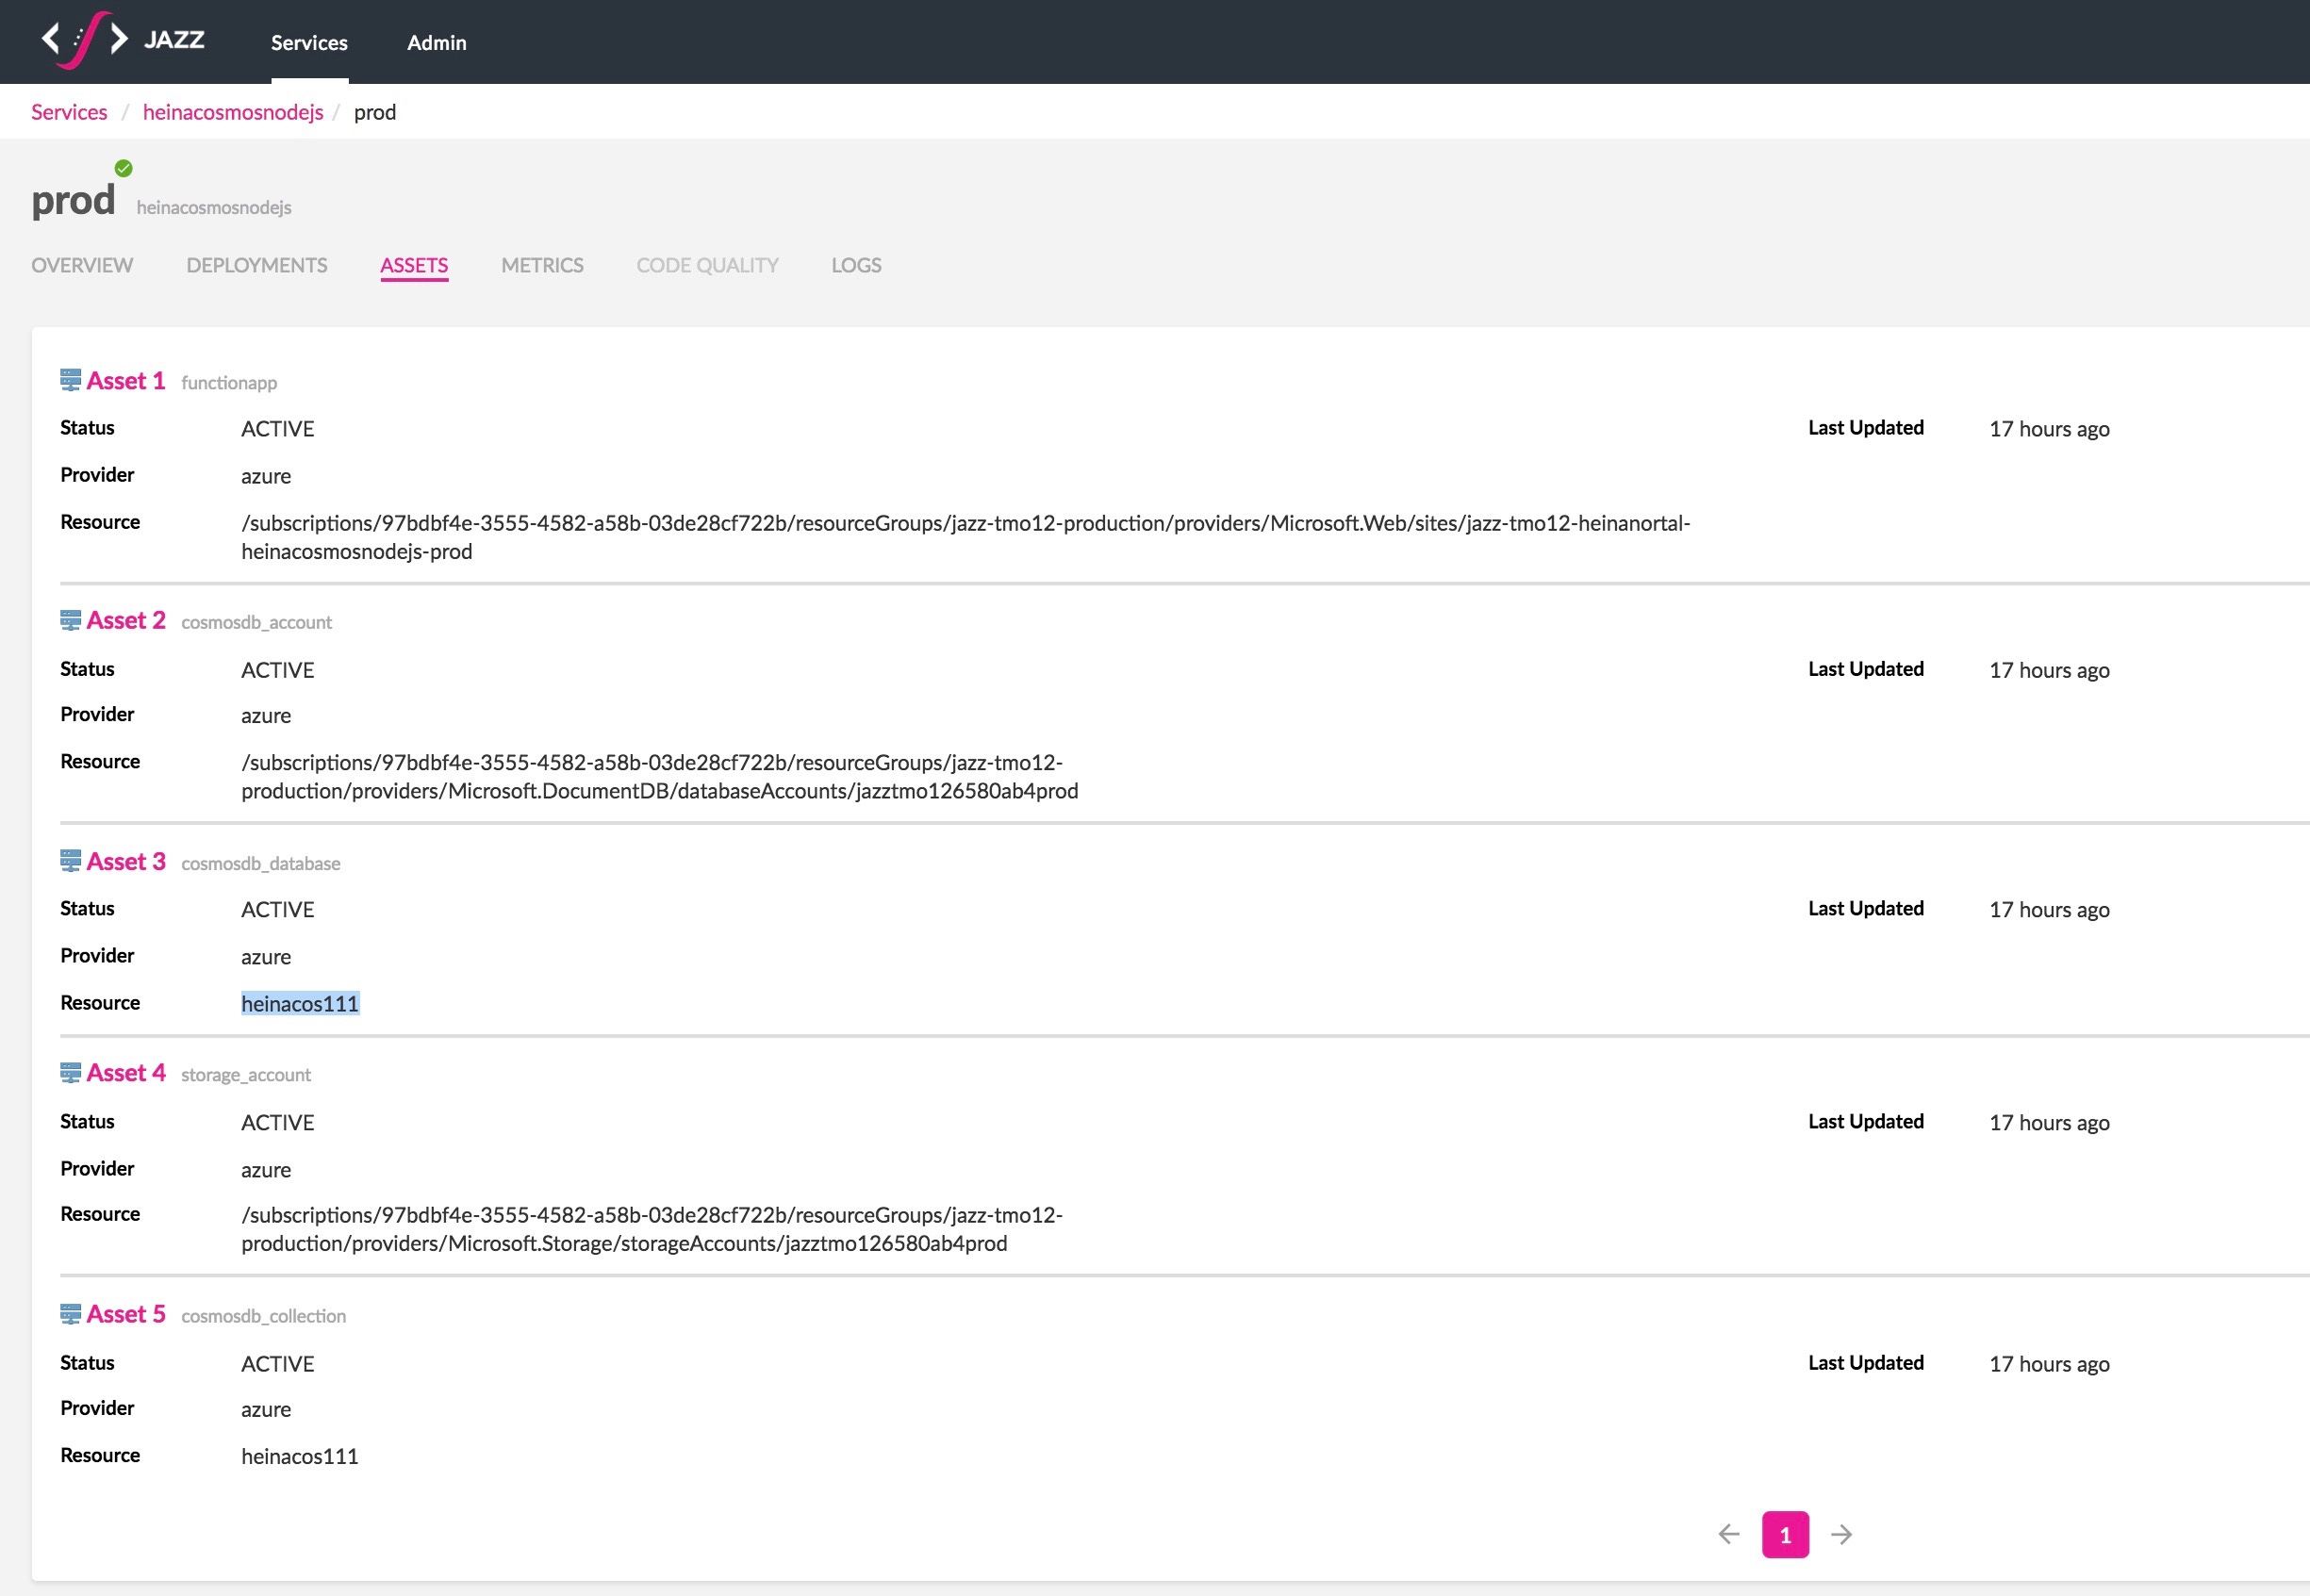 JAZZ Services Admin
Services / heinacosmosnodejs / prod
prod heinacosmosnodejs
OVERVIEW DEPLOYMENTS ASSETS METRICS CODE QUALITY LOGS
Asset 1 functionapp
Status ACTIVE Last Updated 17 hours ago
Provider azure
Resource /subscriptions/97bdbf4e-3555-4582-a58b-03de28cf722b/resourceGroups/jazz-tmo12-production/providers/Microsoft.Web/sites/jazz-tmo12-heinanortal-
heinacosmosnodejs-prod
Asset 2 cosmosdb_account
Status ACTIVE Last Updated 17 hours ago
Provider azure
Resource /subscriptions/97bdbf4e-3555-4582-a58b-03de28cf722b/resourceGroups/jazz-tmo12-
production/providers/Microsoft.DocumentDB/databaseAccounts/jazztmo126580ab4prod
Asset 3 cosmosdb_database
Status ACTIVE Last Updated 17 hours ago
Provider azure
Resource heinacos111
Asset 4 storage_account
Status ACTIVE Last Updated 17 hours ago
Provider azure
Resource /subscriptions/97bdbf4e-3555-4582-a58b-03de28cf722b/resourceGroups/jazz-tmo12-
production/providers/Microsoft.Storage/storageAccounts/jazztmo126580ab4prod
Asset 5 cosmosdb_collection
Status ACTIVE Last Updated 17 hours ago
Provider azure
Resource heinacos111
1